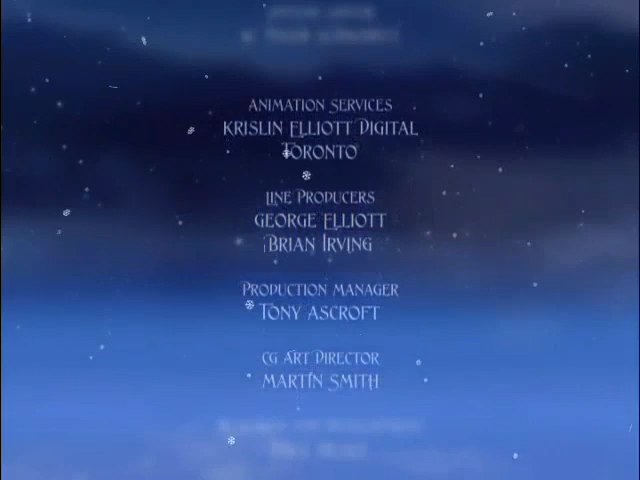 ANIMATION SERVICES
KRISLIN ELLIOTT DIGITAL
TORONTO
LINE PRODUCERS
GEORGE ELLIOTT
BRIAN IRVING
PRODUCTION MANAGER
TONY ASCROFT
CG ART DIRECTOR
MARTIN SMITH